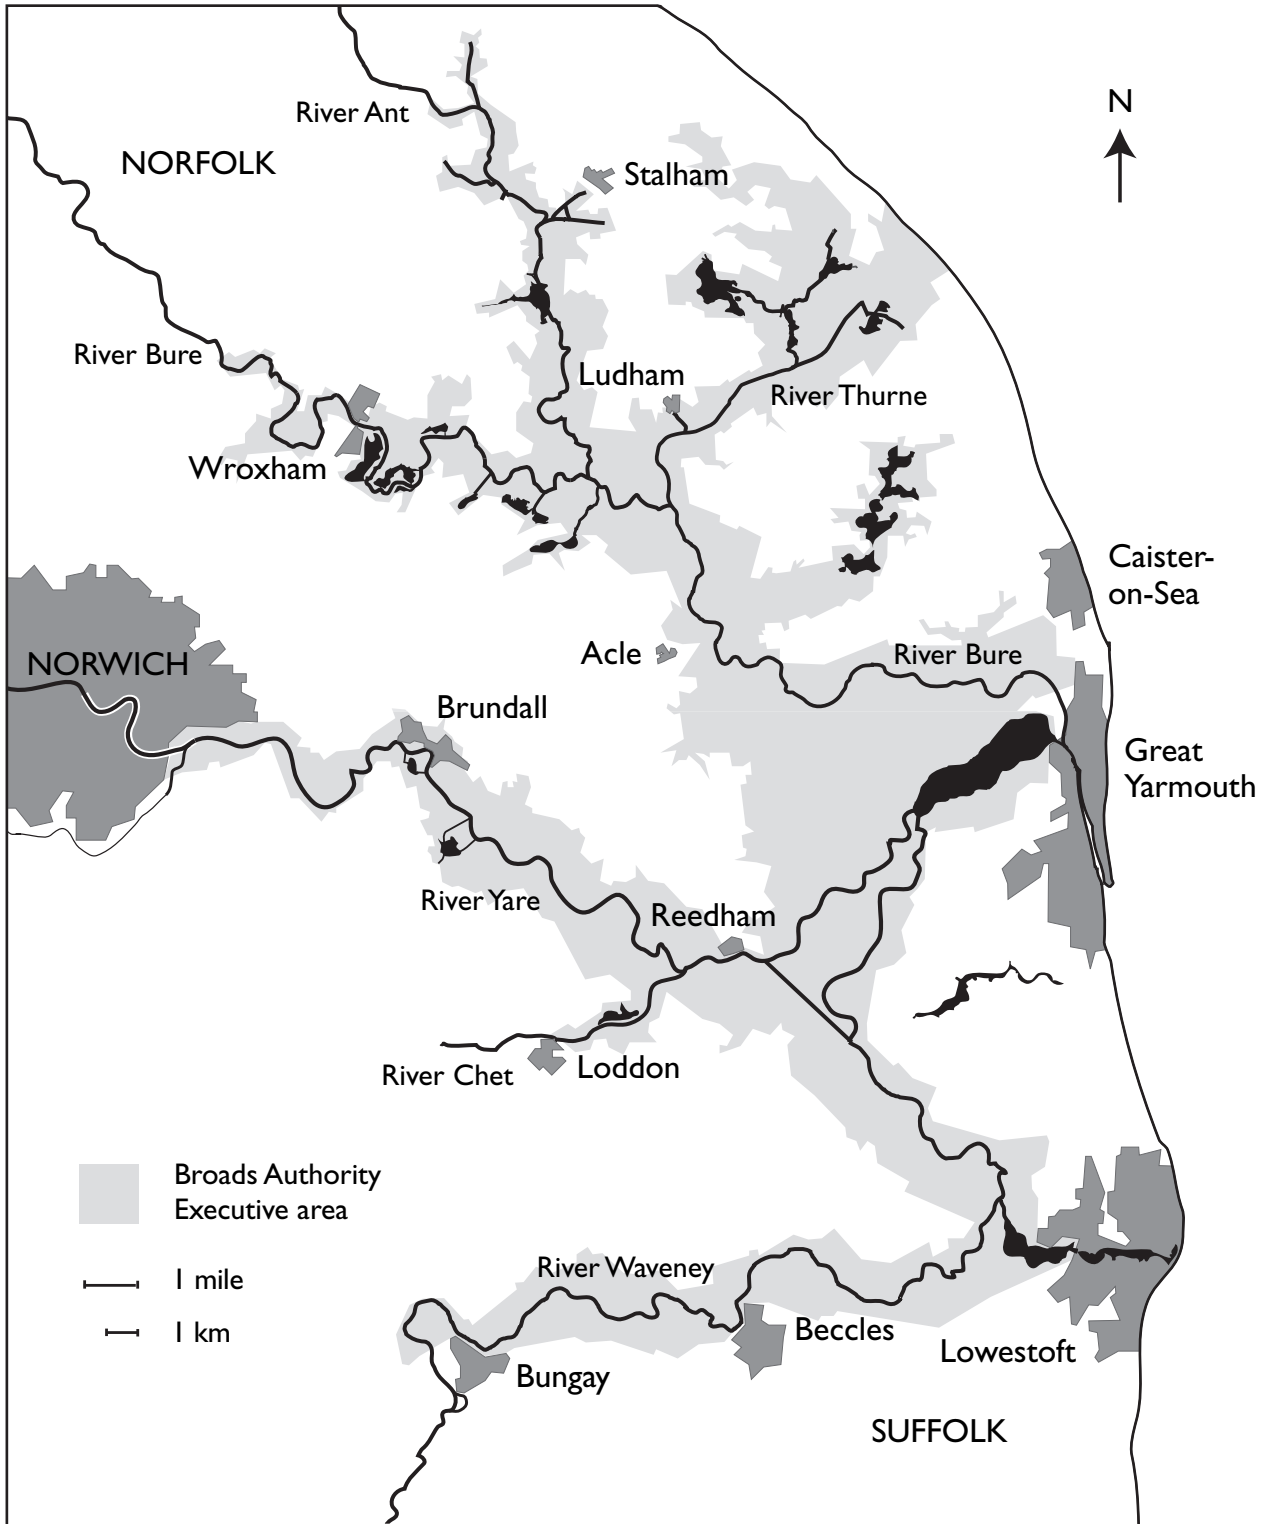 N
River Ant
NORFOLK
Stalham
River Bure
Ludham
River Thurne
Wroxham
Caister-
on-Sea
Acle
River Bure
NORWICH
Brundall
Great
Yarmouth
River Yare
Reedham
River Chet
Loddon
Broads Authority
Executive area
1 mile
1 km
River Waveney
Beccles
Lowestoft
Bungay
SUFFOLK